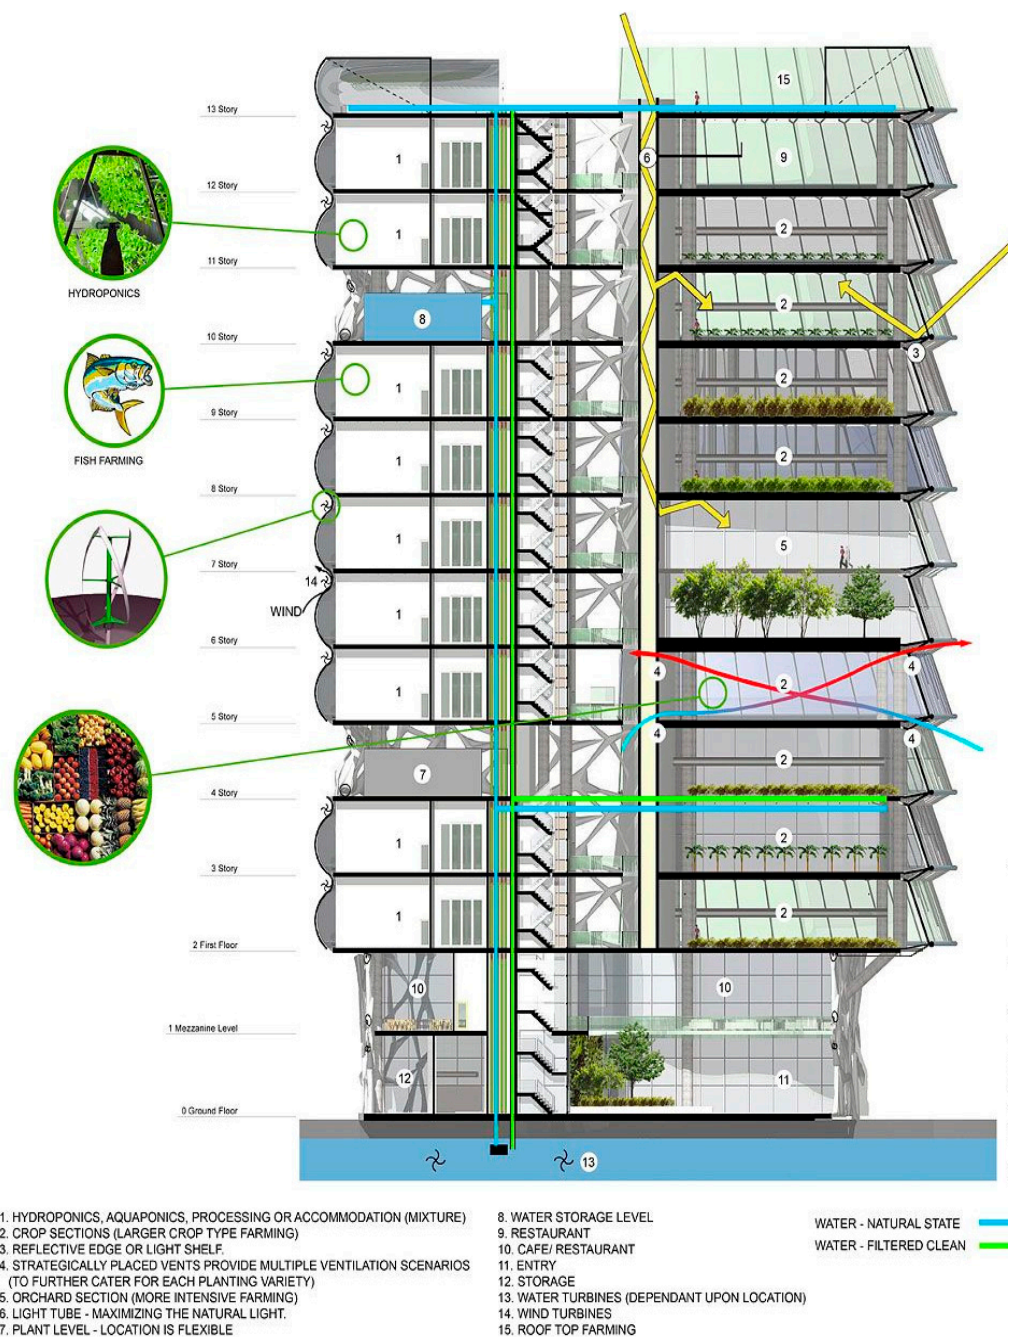 15
13 Story
1
6
9
12 Story
1
2
11 Story
HYDROPONICS
8
2
10 Story
3
1
2
9 Story
FISH FARMING
1
2
8 Story
1
5
7 Story
14
WIND
1
6 Story
4
4
1
2
5 Story
4
4
7
2
4 Story
1
2
3 Story
1
2
2 First Floor
10
10
1 Mezzanine Level
12
11
0 Ground Floor
13
1. HYDROPONICS, AQUAPONICS, PROCESSING OR ACCOMMODATION (MIXTURE)
2. CROP SECTIONS (LARGER CROP TYPE FARMING)
3. REFLECTIVE EDGE OR LIGHT SHELF.
4. STRATEGICALLY PLACED VENTS PROVIDE MULTIPLE VENTILATION SCENARIOS
(TO FURTHER CATER FOR EACH PLANTING VARIETY)
5. ORCHARD SECTION (MORE INTENSIVE FARMING)
6. LIGHT TUBE - MAXIMIZING THE NATURAL LIGHT.
7. PLANT LEVEL - LOCATION IS FLEXIBLE
8. WATER STORAGE LEVEL
9. RESTAURANT
10. CAFE/ RESTAURANT
11. ENTRY
12. STORAGE
13. WATER TURBINES (DEPENDANT UPON LOCATION)
14. WIND TURBINES
15. ROOF TOP FARMING
WATER - NATURAL STATE
WATER - FILTERED CLEAN